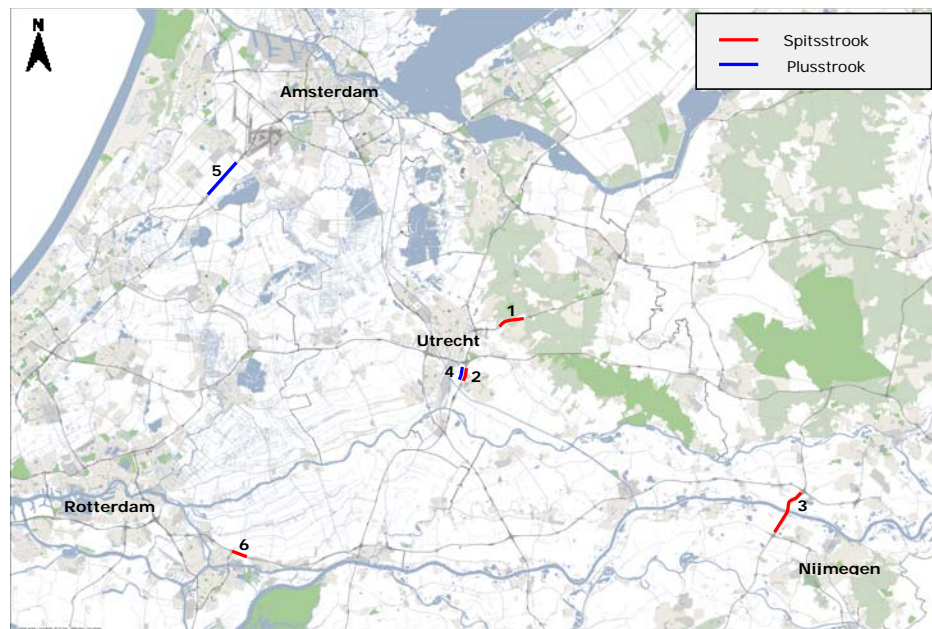 N
Spitsstrook
Plusstrook
Amsterdam
5
1
Utrecht
4
2
Rotterdam
3
6
Nijmegen